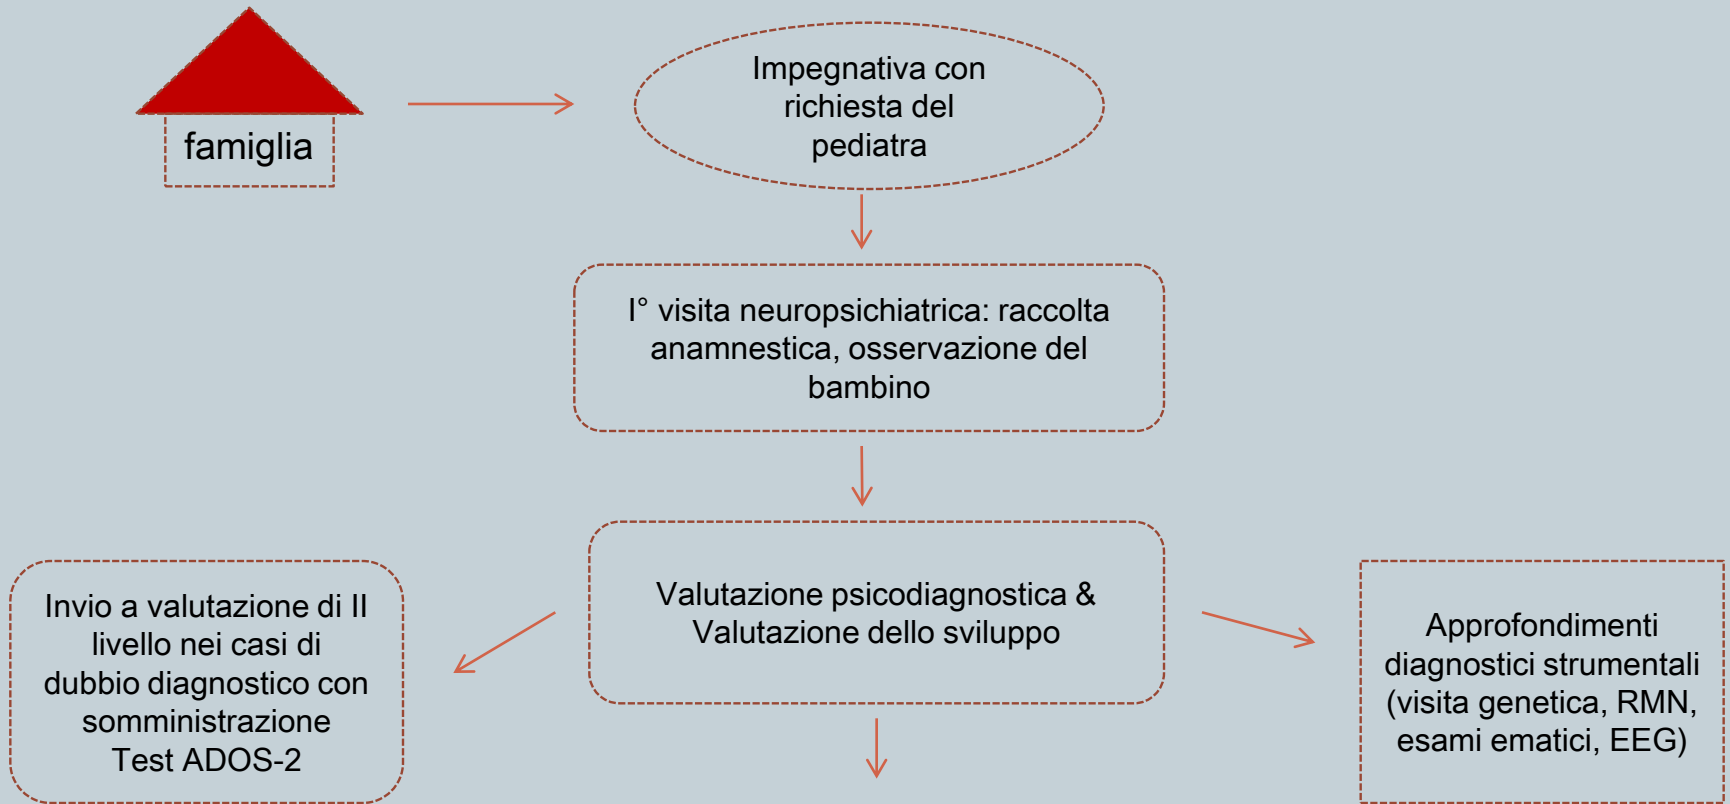 famiglia
Impegnativa con
richiesta del
pediatra
I° visita neuropsichiatrica: raccolta
anamnestica, osservazione del
bambino
Valutazione psicodiagnostica &
Valutazione dello sviluppo
Invio a valutazione di II
livello nei casi di
dubbio diagnostico con
somministrazione
Test ADOS-2
Approfondimenti
diagnostici strumentali
(visita genetica, RMN,
esami ematici, EEG)